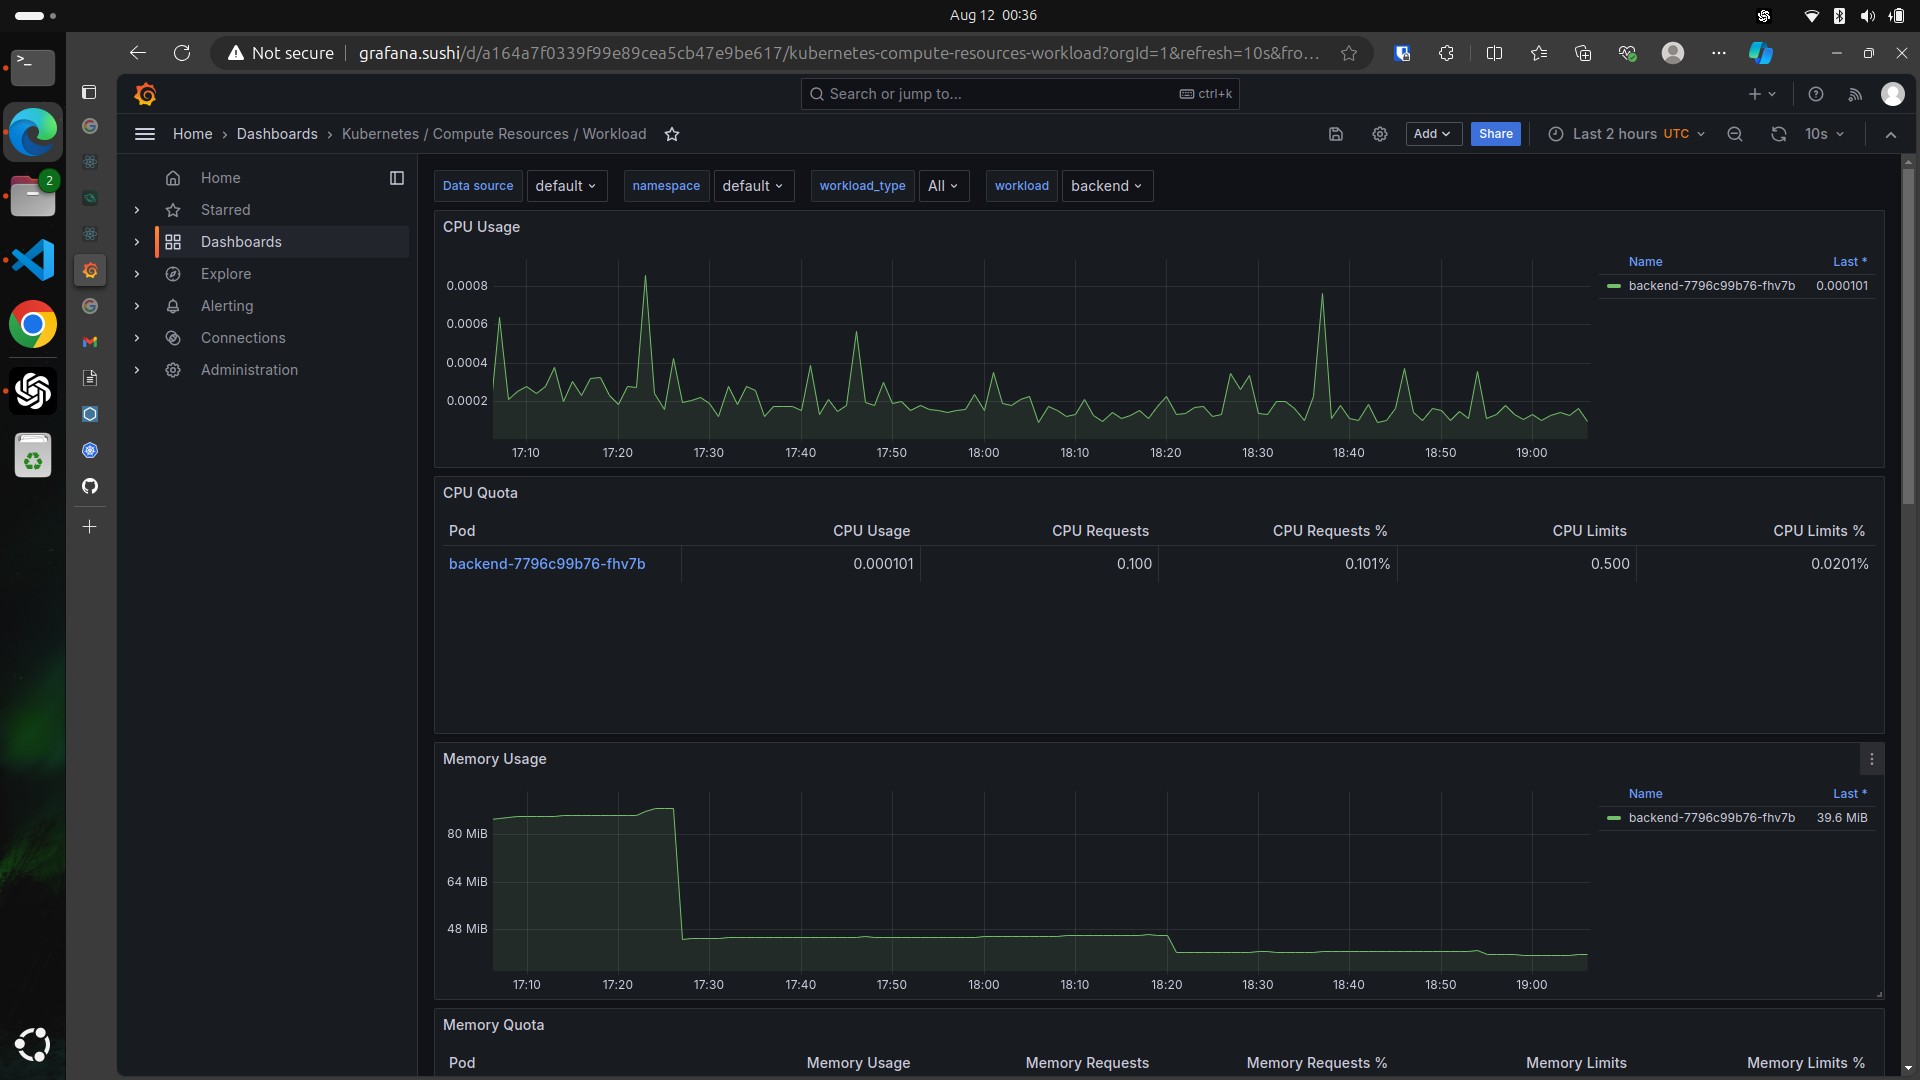 Aug 12 00:36
Not secure
grafana.sushi/d/a164a7f0339f99e89cea5cb47e9be617/kubernetes-compute-resources-workload?orgId=1&refresh=10s&fro...
Search or jump to...
ctrl+k
Home › Dashboards › Kubernetes / Compute Resources / Workload
Add
Share
Last 2 hours UTC
10s
2
>_
Home
Starred
Dashboards
Explore
Alerting
Connections
Administration
Data source default namespace default workload_type All workload backend
CPU Usage
Name Last *
backend-7796c99b76-fhv7b 0.000101
0.0008
0.0006
0.0004
0.0002
17:10 17:20 17:30 17:40 17:50 18:00 18:10 18:20 18:30 18:40 18:50 19:00
CPU Quota
Pod CPU Usage CPU Requests CPU Requests % CPU Limits CPU Limits %
backend-7796c99b76-fhv7b 0.000101 0.100 0.101% 0.500 0.0201%
Memory Usage
Name Last *
backend-7796c99b76-fhv7b 39.6 MiB
80 MiB
64 MiB
48 MiB
17:10 17:20 17:30 17:40 17:50 18:00 18:10 18:20 18:30 18:40 18:50 19:00
Memory Quota
Pod Memory Usage Memory Requests Memory Requests % Memory Limits Memory Limits %